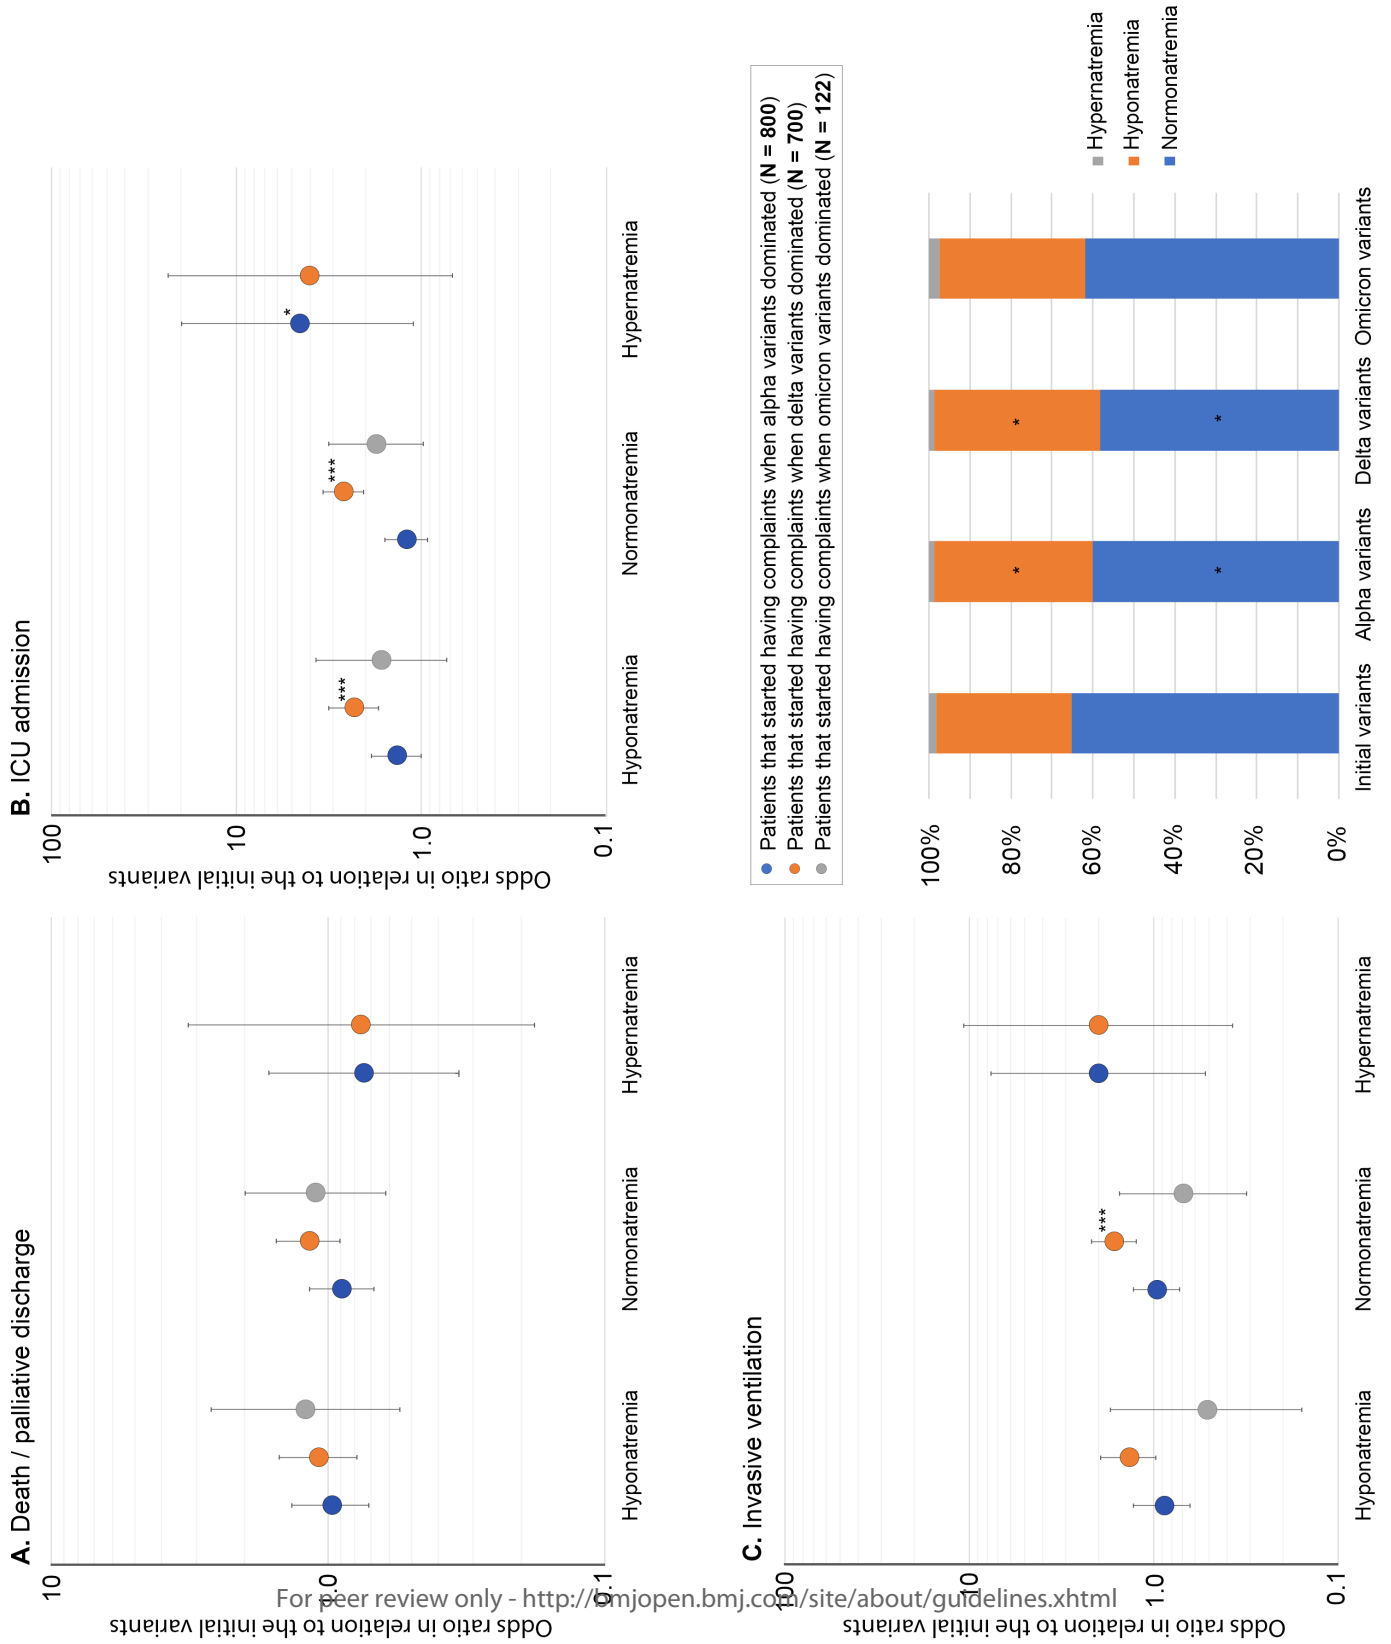 A. Death / palliative discharge
Odds ratio in relation to the initial variants
10
1.0
0.1
Hyponatremia
Normonatremia
Hypernatremia
B. ICU admission
Odds ratio in relation to the initial variants
100
10
1.0
0.1
Hyponatremia
***
Normonatremia
***
Hypernatremia
*
C. Invasive ventilation
Odds ratio in relation to the initial variants
100
10
1.0
0.1
Hyponatremia
Normonatremia
***
Hypernatremia
Patients that started having complaints when alpha variants dominated (N = 800)
Patients that started having complaints when delta variants dominated (N = 700)
Patients that started having complaints when omicron variants dominated (N = 122)
100%
80%
60%
40%
20%
0%
* *
* *
Initial variants
Alpha variants
Delta variants
Omicron variants
Hypernatremia
Hyponatremia
Normonatremia
For peer review only - http://bmjopen.bmj.com/site/about/guidelines.xhtml